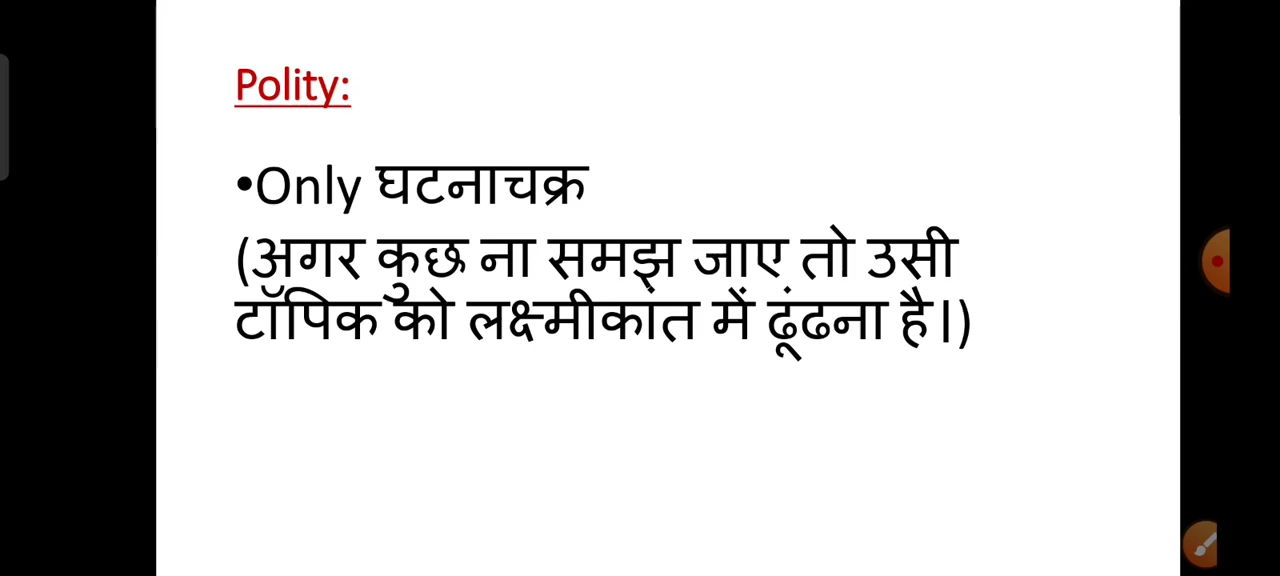 Polity:
•Only घटनाचक्र
(अगर कुछ ना समझ जाए तो उसी
टॉपिक को लक्ष्मीकांत में ढूंढना है।)